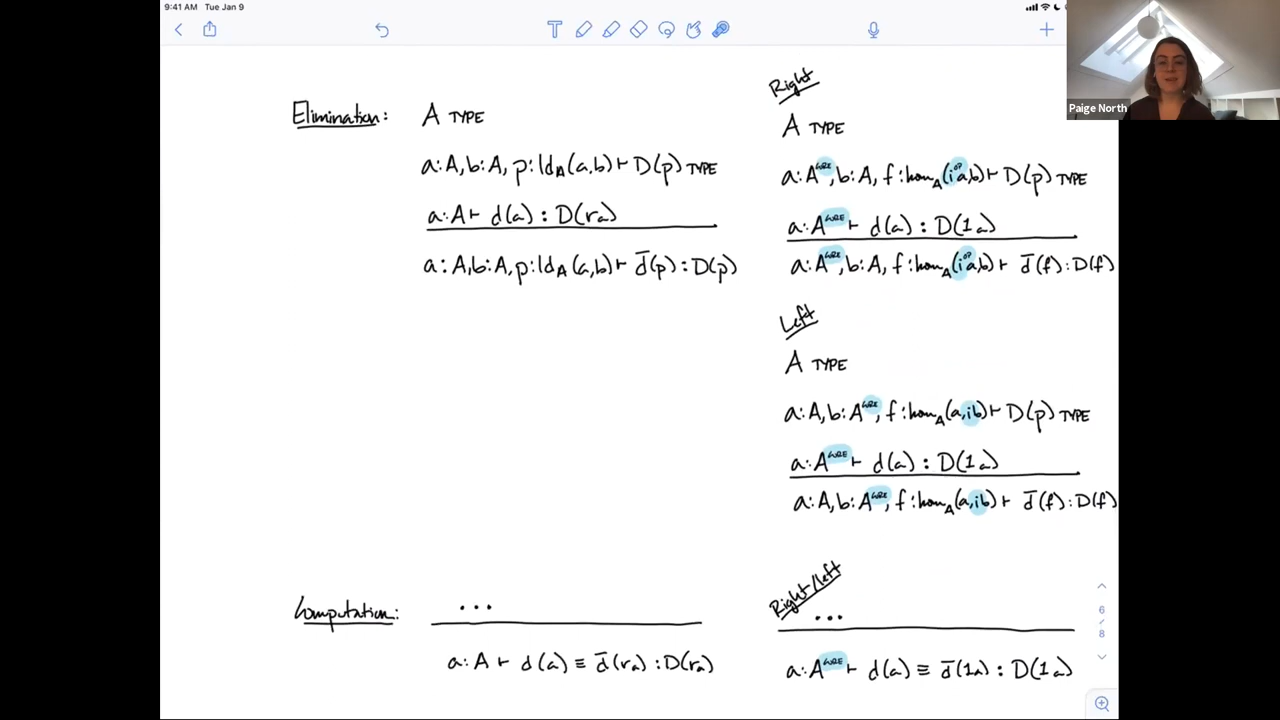 9:41 AM Tue Jan 9
Paige North
Elimination: A TYPE
a:A, b:A, p:Id_A(a,b) ⊢ D(p) TYPE
a:A ⊢ d(a) : D(r_a)
a:A, b:A, p:Id_A(a,b) ⊢ d̄(p) : D(p)
Right
A TYPE
a:A^core, b:A, f:hom_A(i^op a,b) ⊢ D(p) TYPE
a:A^core ⊢ d(a) : D(1_a)
a:A^core, b:A, f:hom_A(i^op a,b) ⊢ d̄(f) : D(f)
Left
A TYPE
a:A, b:A^core, f:hom_A(a,ib) ⊢ D(p) TYPE
a:A^core ⊢ d(a) : D(1_a)
a:A, b:A^core, f:hom_A(a,ib) ⊢ d̄(f) : D(f)
Computation: ...
a:A ⊢ d(a) ≡ d̄(r_a) : D(r_a)
Right/left
...
a:A^core ⊢ d(a) ≡ d̄(1_a) : D(1_a)
6
/
8